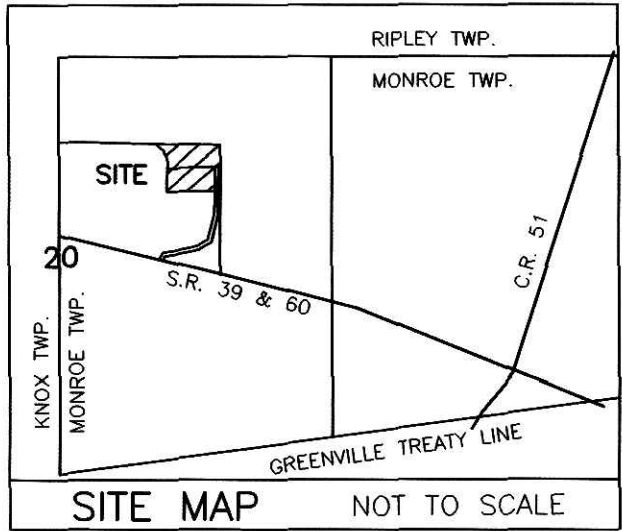 RIPLEY TWP.
MONROE TWP.
SITE
C.R. 51
20
S.R. 39 & 60
KNOX TWP.
MONROE TWP.
GREENVILLE TREATY LINE
SITE MAP NOT TO SCALE